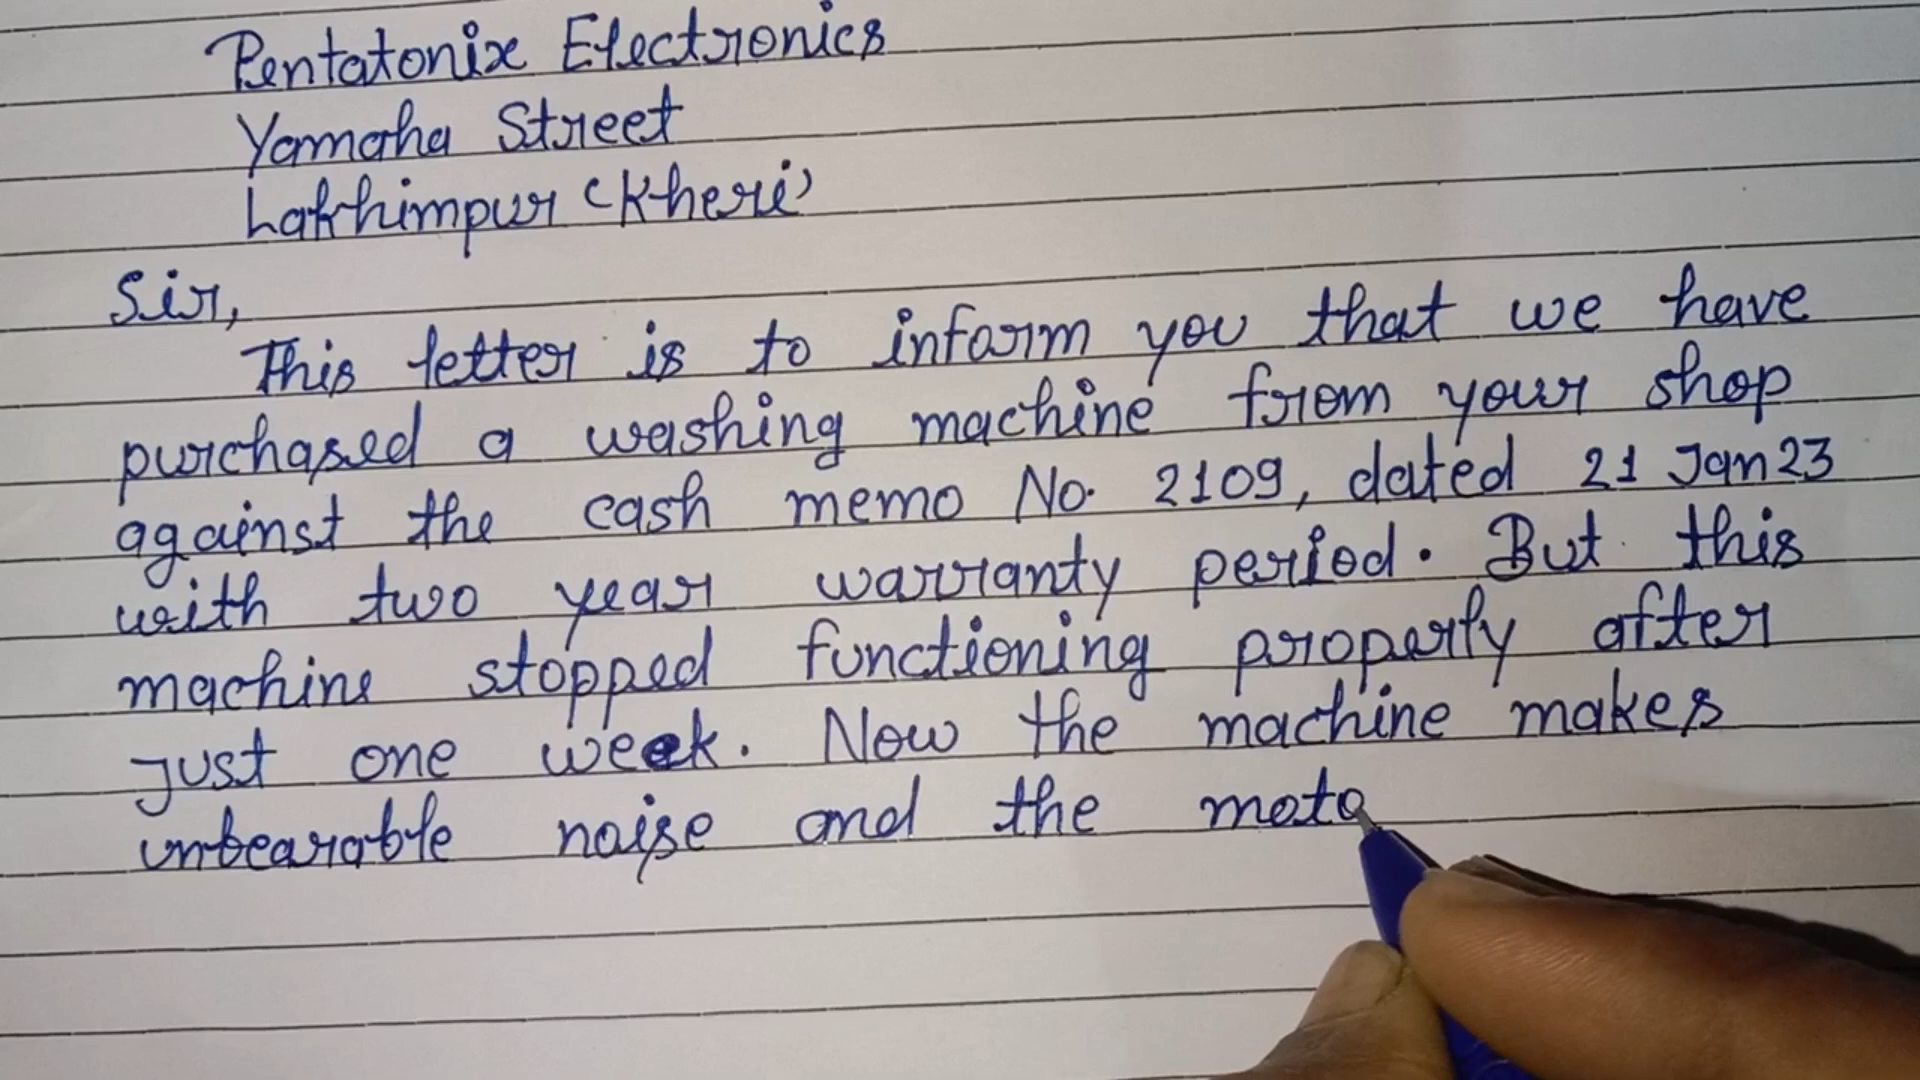 Pentatonix Electronics
Yamaha Street
Lakhimpur (Kheri)
Sir,
This letter is to inform you that we have
purchased a washing machine from your shop
against the cash memo No. 2109, dated 21 Jan 23
with two year warranty period. But this
machine stopped functioning properly after
just one week. Now the machine makes
unbearable noise and the moto